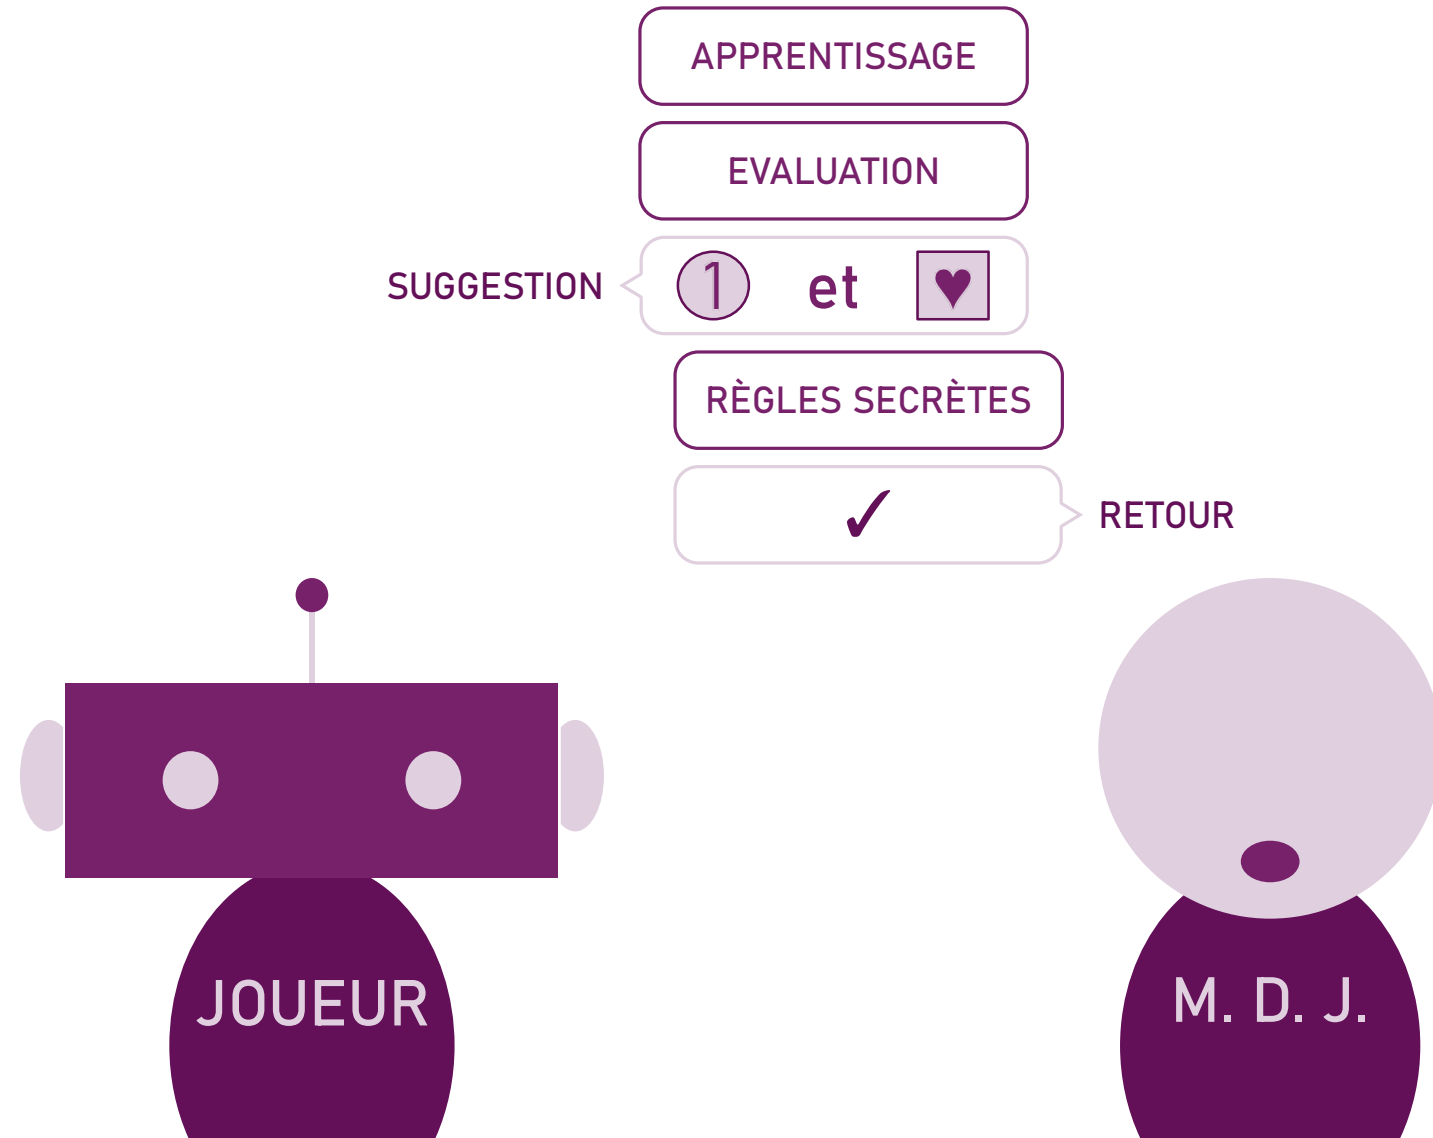 APPRENTISSAGE
EVALUATION
SUGGESTION 1 et ♥
RÈGLES SECRÈTES
✓ RETOUR
JOUEUR
M. D. J.